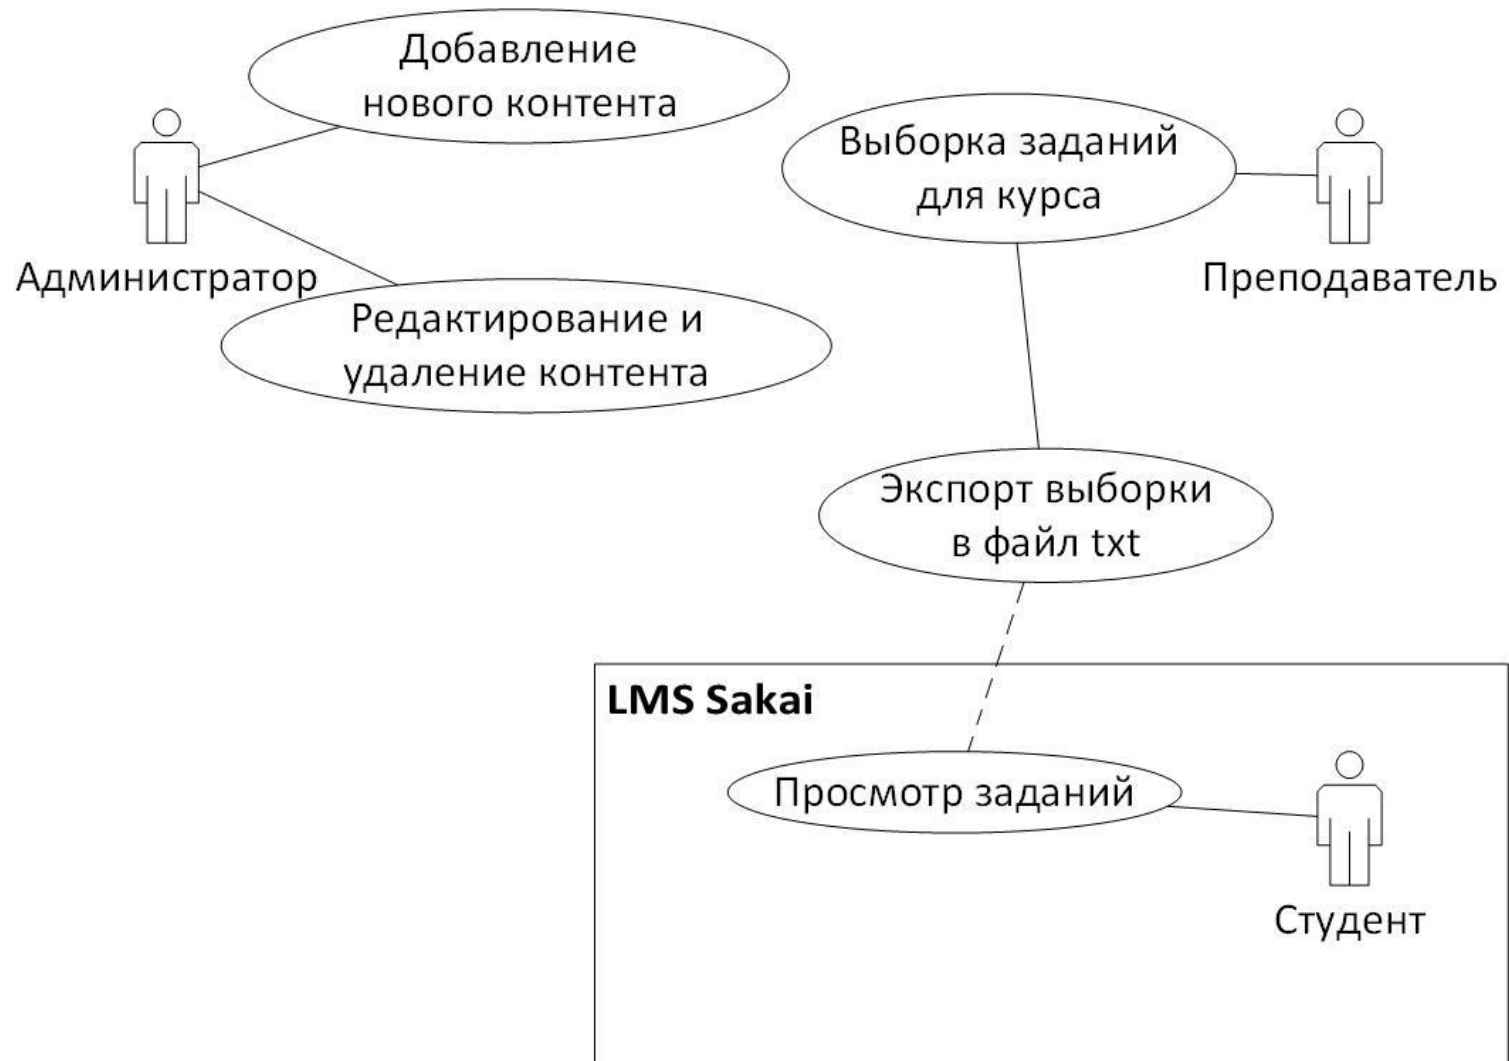 Добавление
нового контента
Выборка заданий
для курса
Администратор
Преподаватель
Редактирование и
удаление контента
Экспорт выборки
в файл txt
LMS Sakai
Просмотр заданий
Студент